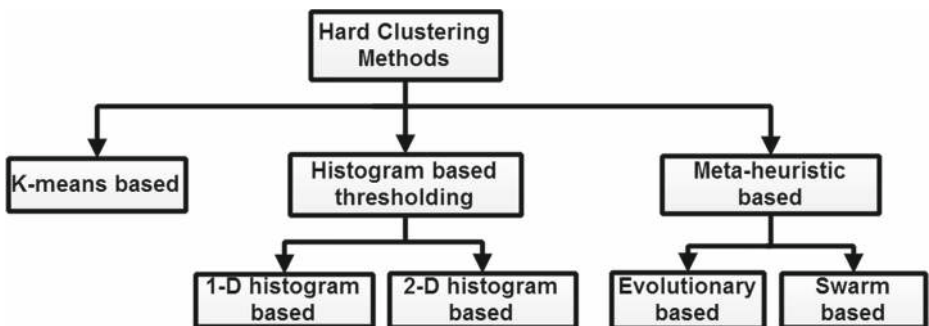 Hard Clustering
Methods
K-means based
Histogram based
thresholding
Meta-heuristic
based
1-D histogram
based
2-D histogram
based
Evolutionary
based
Swarm
based